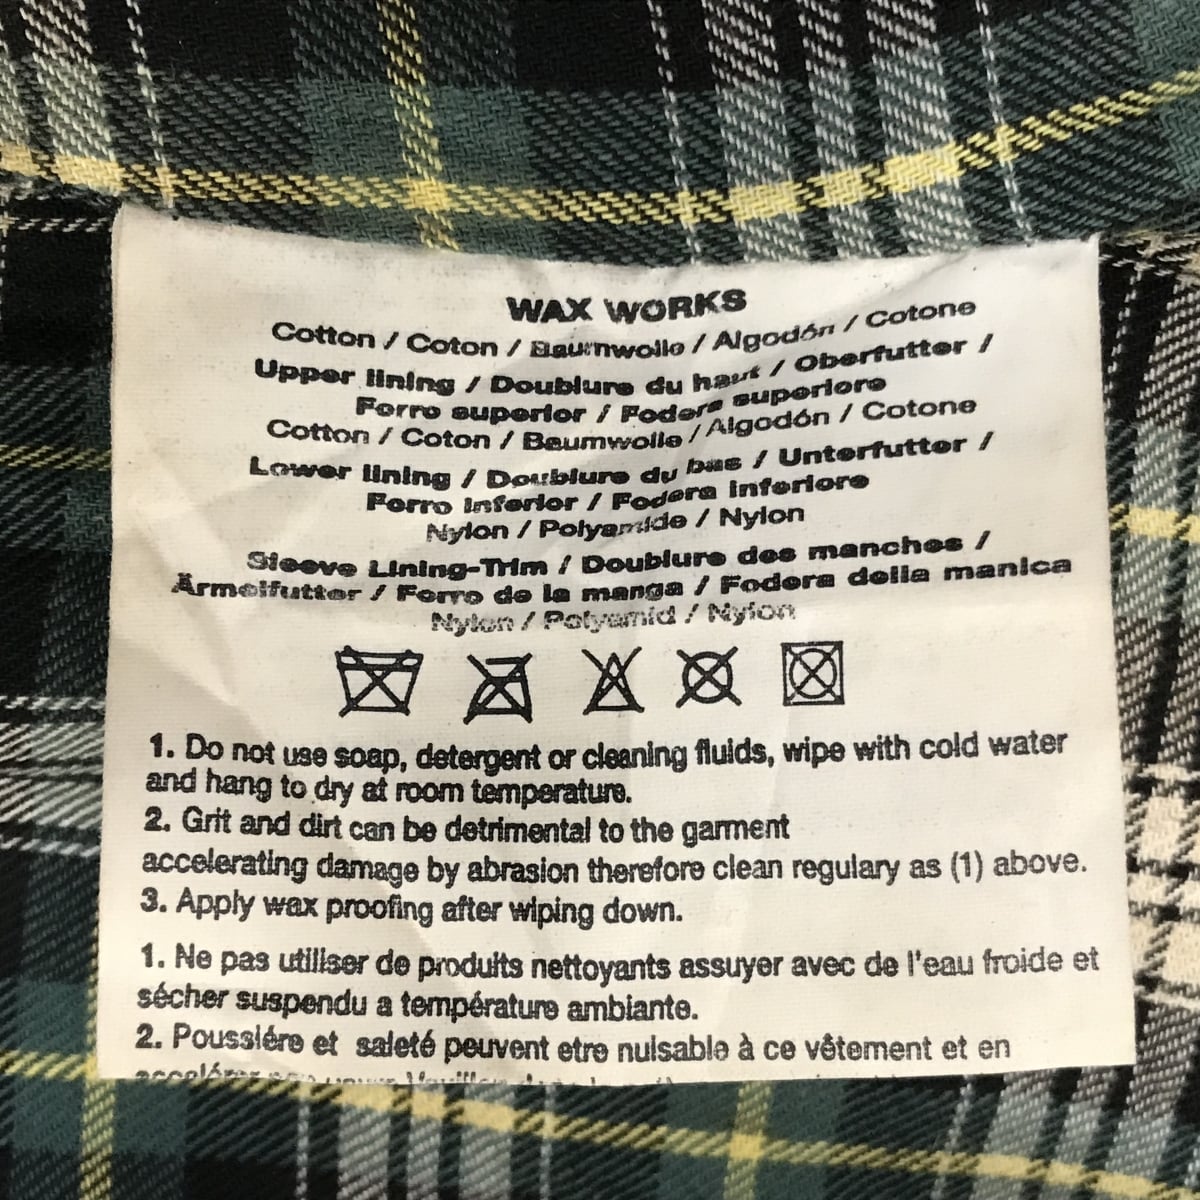 WAX WORKS
Cotton / Coton / Baumwolle / Algodón / Cotone
Upper lining / Doublure du haut / Oberfutter /
Forro superior / Fodera superiore
Cotton / Coton / Baumwolle / Algodón / Cotone
Lower lining / Doublure du bas / Unterfutter /
Forro Inferior / Fodera Inferiore
Nylon / Polyamide / Nylon
Sleeve Lining-Trim / Doublure des manches /
Ärmelfutter / Forro de la manga / Fodera della manica
Nylon / Polyamid / Nylon
1. Do not use soap, detergent or cleaning fluids, wipe with cold water
and hang to dry at room temperature.
2. Grit and dirt can be detrimental to the garment
accelerating damage by abrasion therefore clean regulary as (1) above.
3. Apply wax proofing after wiping down.
1. Ne pas utiliser de produits nettoyants assuyer avec de l'eau froide et
sécher suspendu a température ambiante.
2. Poussiére et saleté peuvent etre nuisable à ce vêtement et en